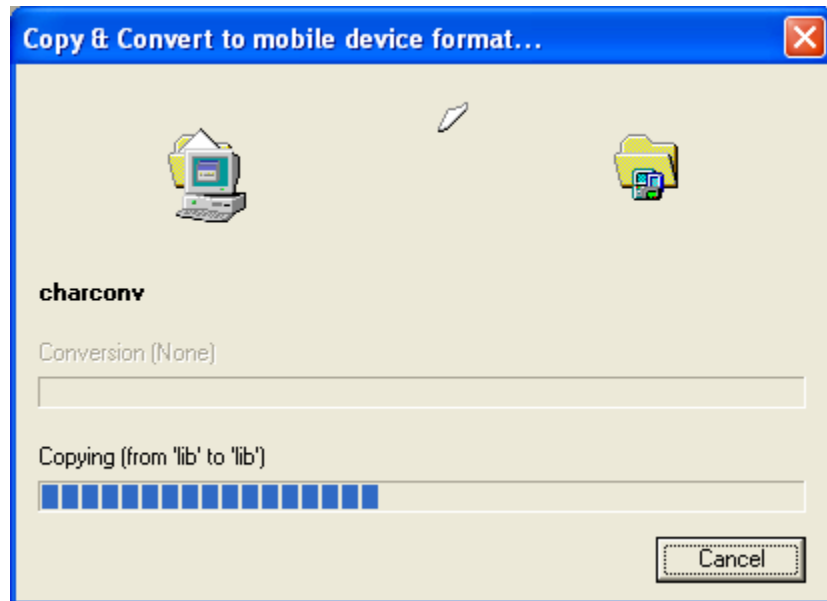 Copy & Convert to mobile device format...
charconv
Conversion (None)
Copying (from 'lib' to 'lib')
Cancel